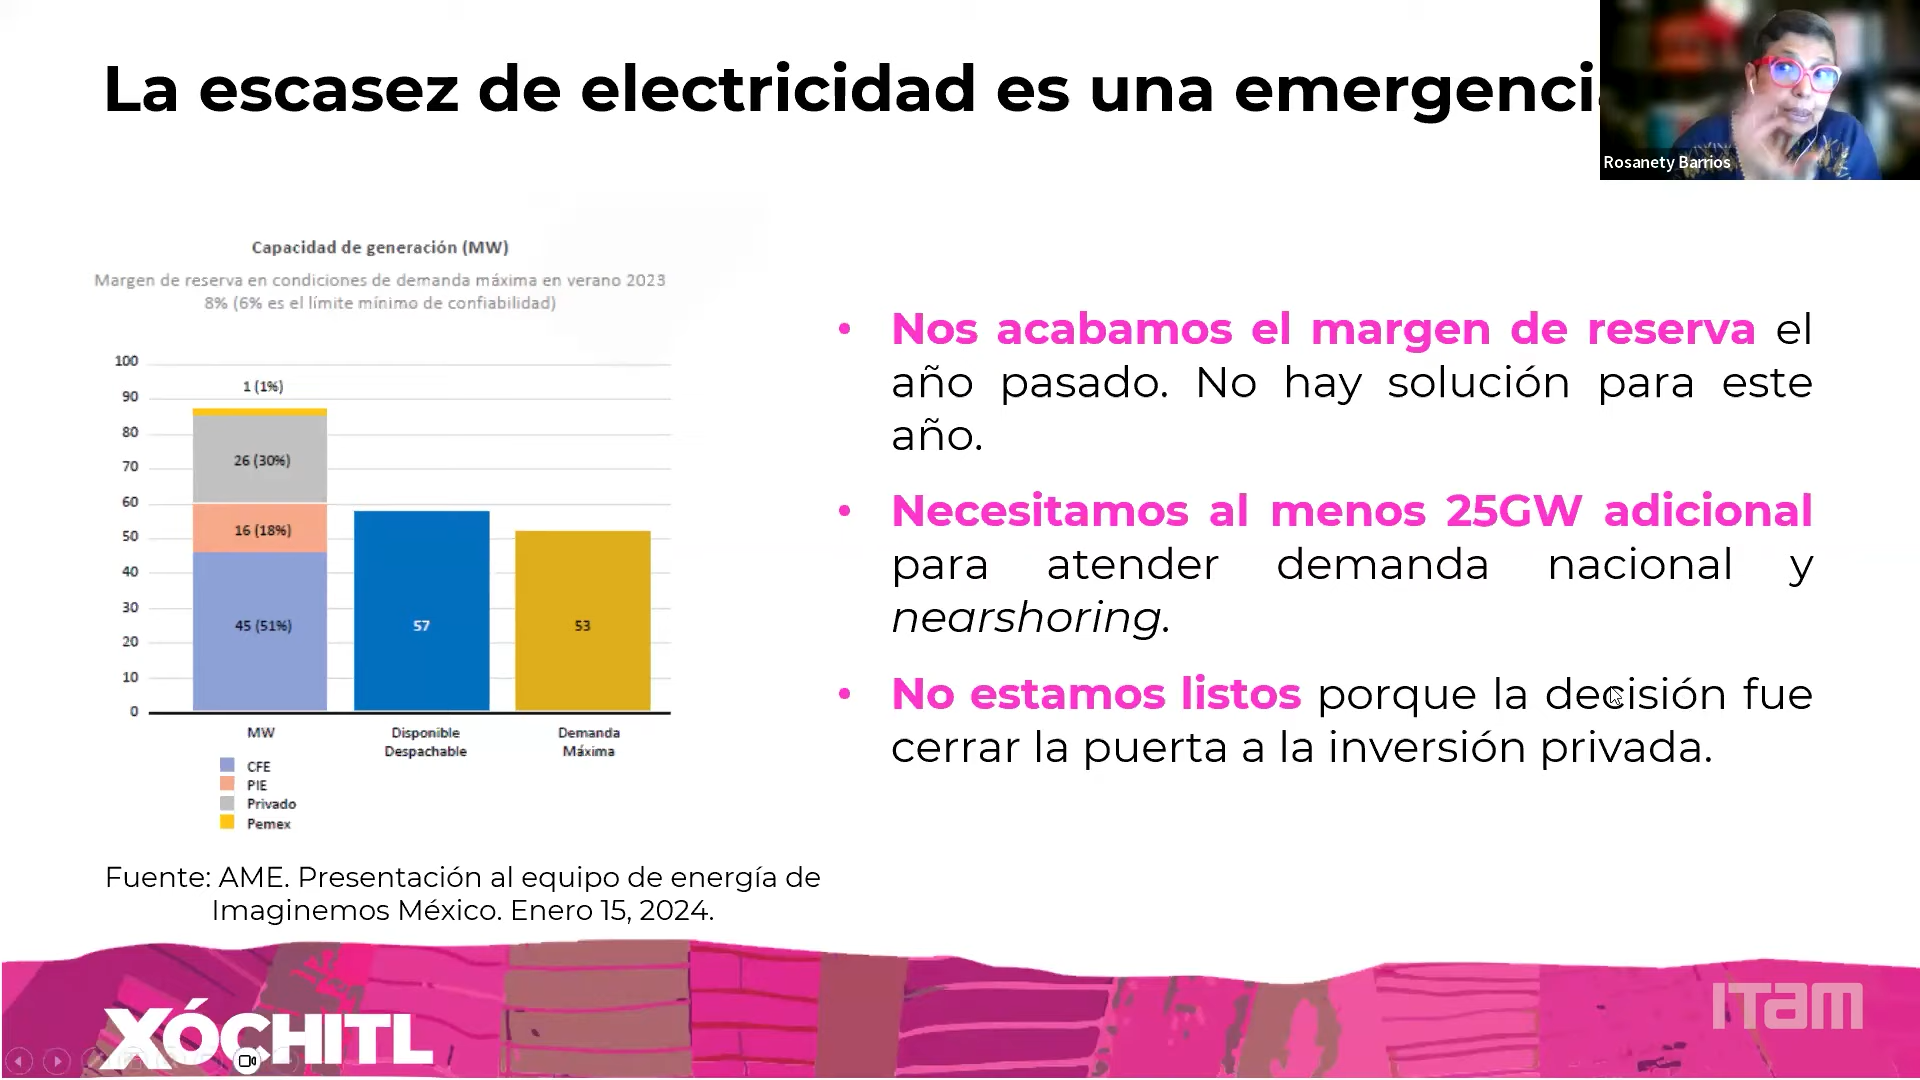 La escasez de electricidad es una
Rosanety Barrios
Capacidad de generación (MW)
Margen de reserva en condiciones de demanda máxima en verano 2023
8% (6% es el límite mínimo de confiabilidad)
100
90
80
70
60
50
40
30
20
10
0
1 (1%)
26 (30%)
16 (18%)
45 (51%)
57
53
MW
Disponible
Despachable
Demanda
Máxima
CFE
PIE
Privado
Pemex
Fuente: AME. Presentación al equipo de energía de
Imaginemos México. Enero 15, 2024.
• Nos acabamos el margen de reserva el
año pasado. No hay solución para este
año.
• Necesitamos al menos 25GW adicional
para atender demanda nacional y
nearshoring.
• No estamos listos porque la decisión fue
cerrar la puerta a la inversión privada.
XÓCHITL
ITAM